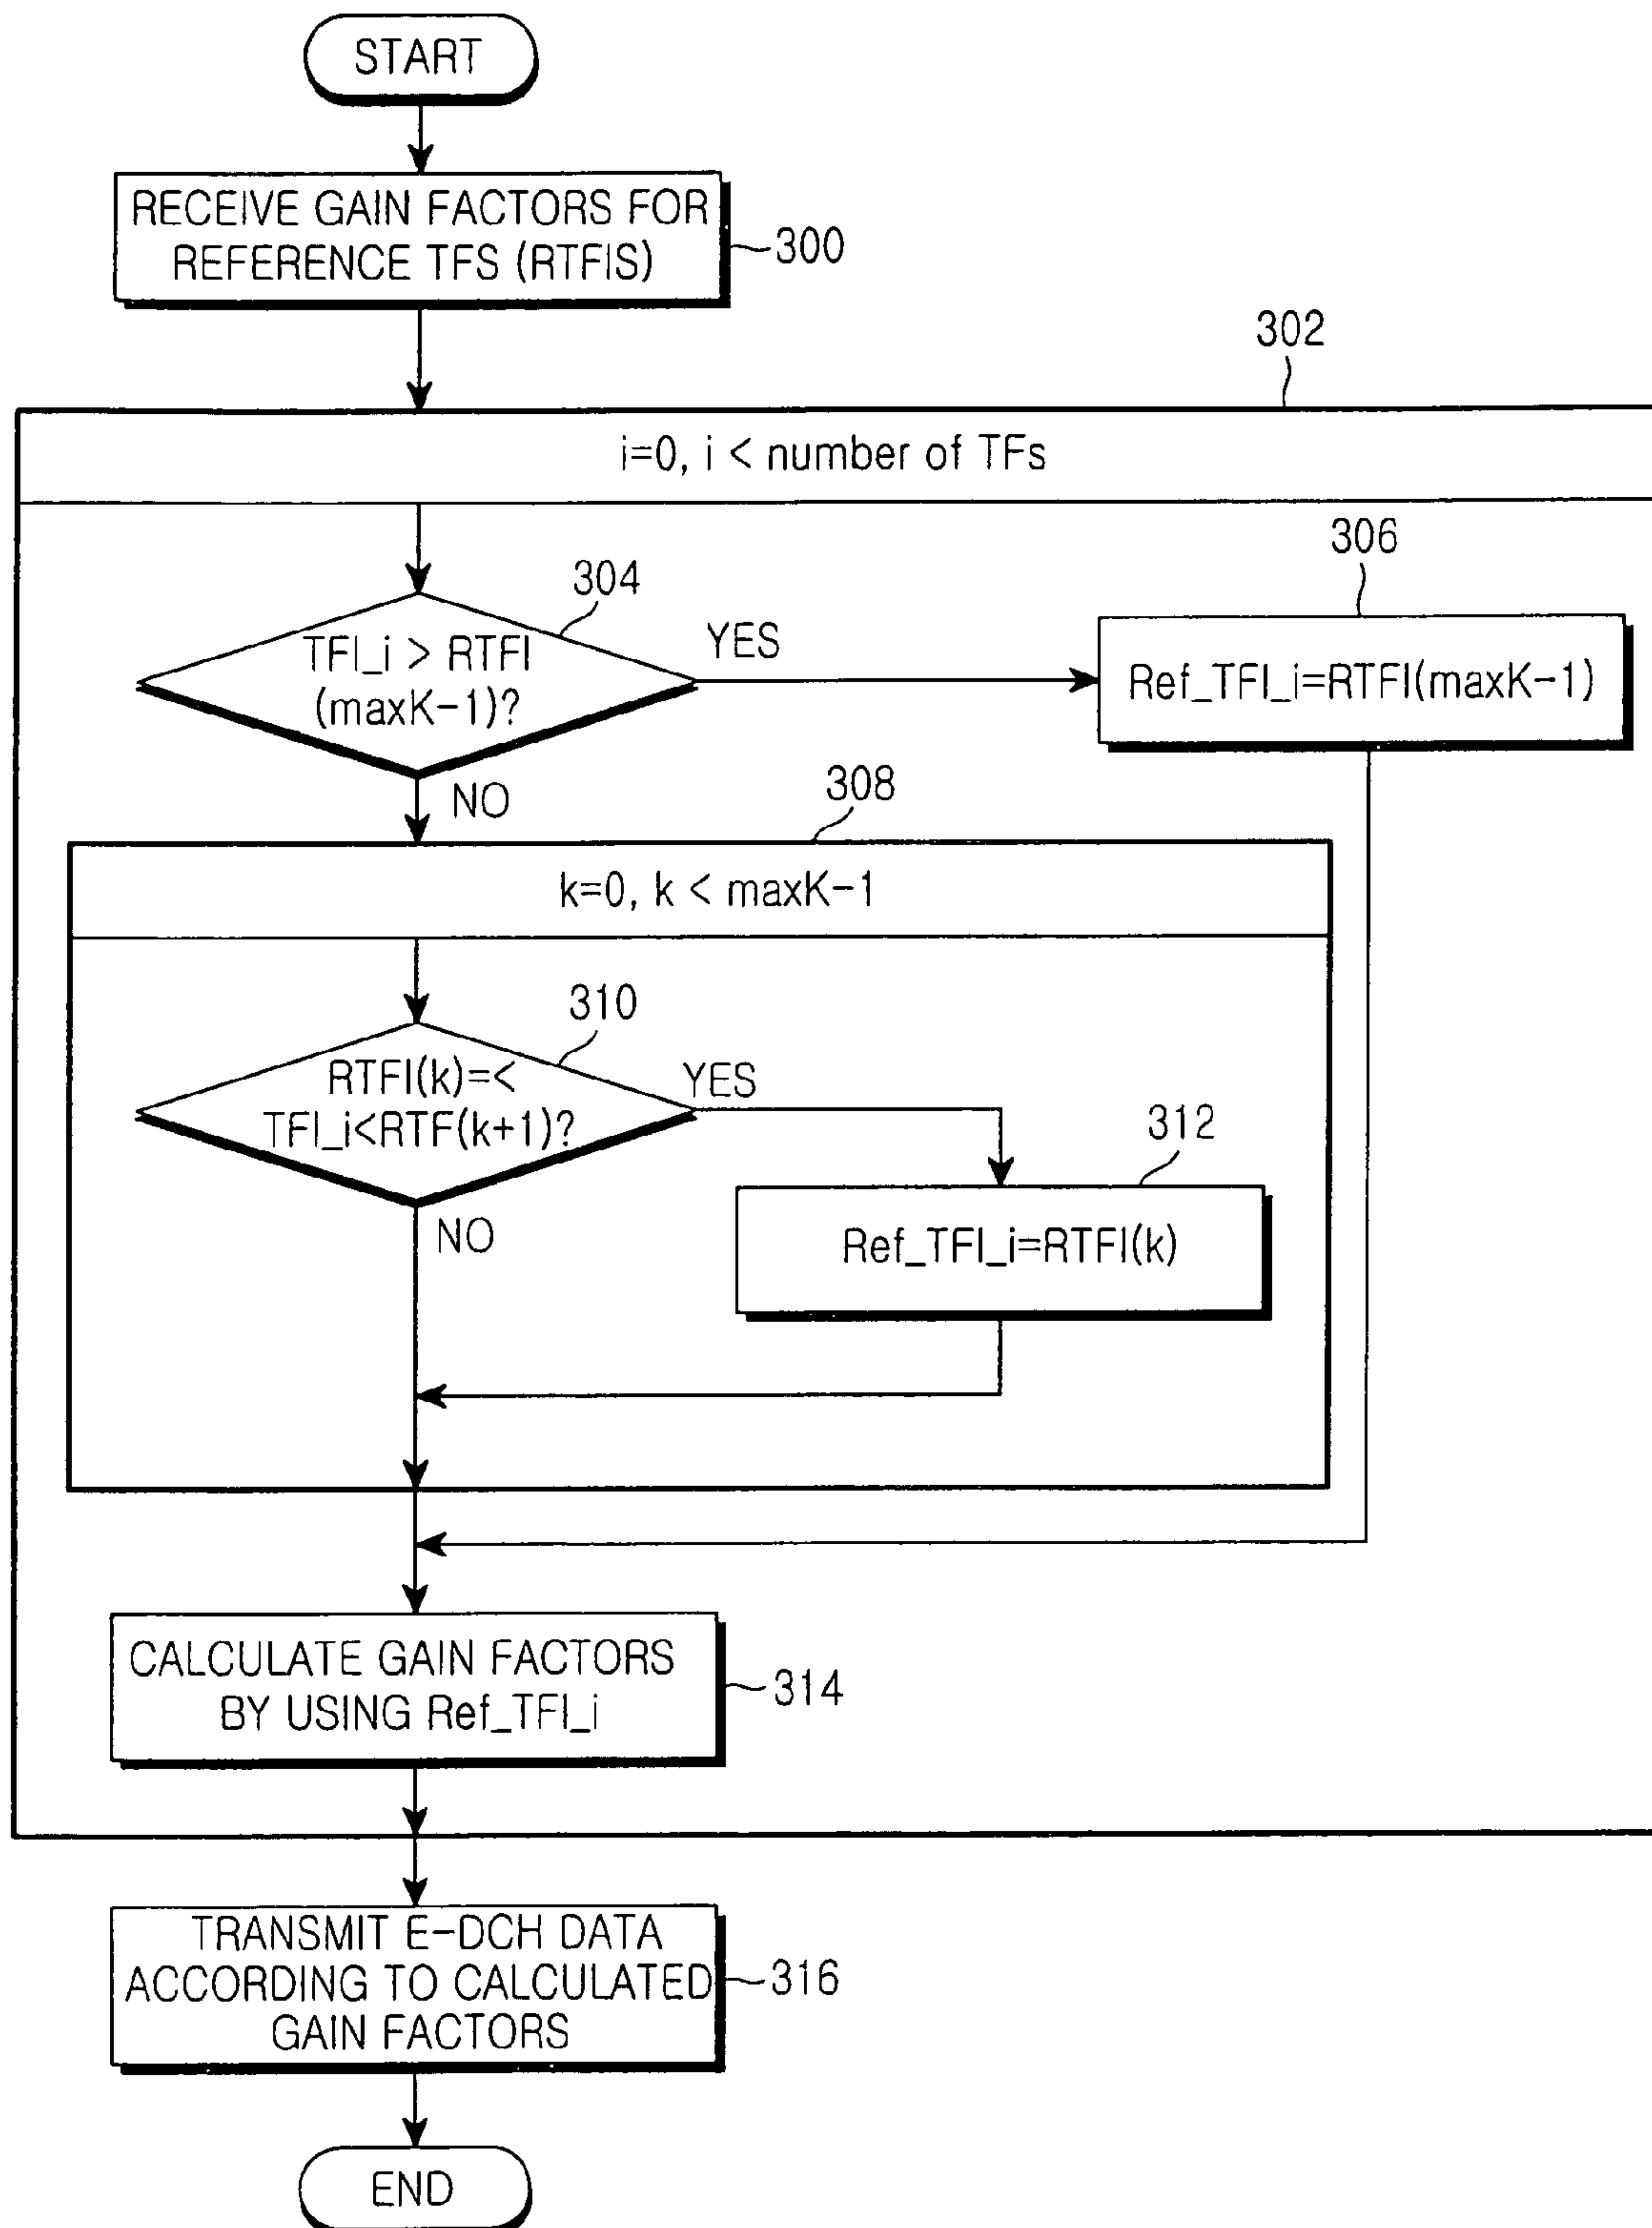 START
RECEIVE GAIN FACTORS FOR
REFERENCE TFS (RTFIS)
300
302
i=0, i < number of TFs
304
306
TFI_i > RTFI
(maxK-1)?
YES
Ref_TFI_i=RTFI(maxK-1)
NO
308
k=0, k < maxK-1
310
RTFI(k)=<
TFI_i<RTF(k+1)?
YES
312
NO
Ref_TFI_i=RTFI(k)
CALCULATE GAIN FACTORS
BY USING Ref_TFI_i
314
TRANSMIT E-DCH DATA
ACCORDING TO CALCULATED
GAIN FACTORS
316
END